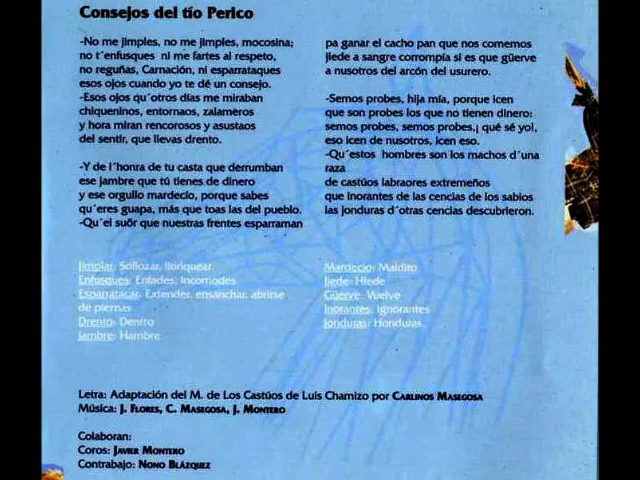 Consejos del tío Perico
-No me jimples, no me jimples, mocosina;
no t´enfusques ni me fartes al respeto,
no reguñas, Carnación, ni esparrataques
esos ojos cuando yo te dé un consejo.
-Esos ojos qu´otros días me miraban
chiqueninos, entornaos, zalameros
y hora miran rencorosos y asustaos
del sentir, que llevas drento.
-Y de l´honra de tu casta que derrumban
ese jambre que tú tienes de dinero
y ese orgullo mardecío, porque sabes
qu´eres guapa, más que toas las del pueblo.
-Qu´el suör que nuestras frentes esparraman
pa ganar el cacho pan que nos comemos
jiede a sangre corrompía si es que güerve
a nusotros del arcón del usurero.
-Semos probes, hija mía, porque icen
que son probes los que no tienen dinero:
semos probes, semos probes,¡ qué sé yo!,
eso icen de nusotros, icen eso.
-Qu´estos hombres son los machos d´una
raza
de castúos labraores extremeños
que inorantes de las cencias de los sabios
las jonduras d´otras cencias descubrieron.
Jimplar: Sollozar, lloriquear
Enfusques: Enfades, incomodes
Esparratacar: Extender, ensanchar, abrirse
de piernas
Drento: Dentro
Jambre: Hambre
Mardecío: Maldito
Jiede: Hiede
Güerve: Vuelve
Inorantes: Ignorantes
Jonduras: Honduras.
Letra: Adaptación del M. de Los Castúos de Luis Chamizo por Carlinos Masegosa
Música: J. Flores, C. Masegosa, J. Montero
Colaboran:
Coros: Javier Montero
Contrabajo: Nono Blázquez